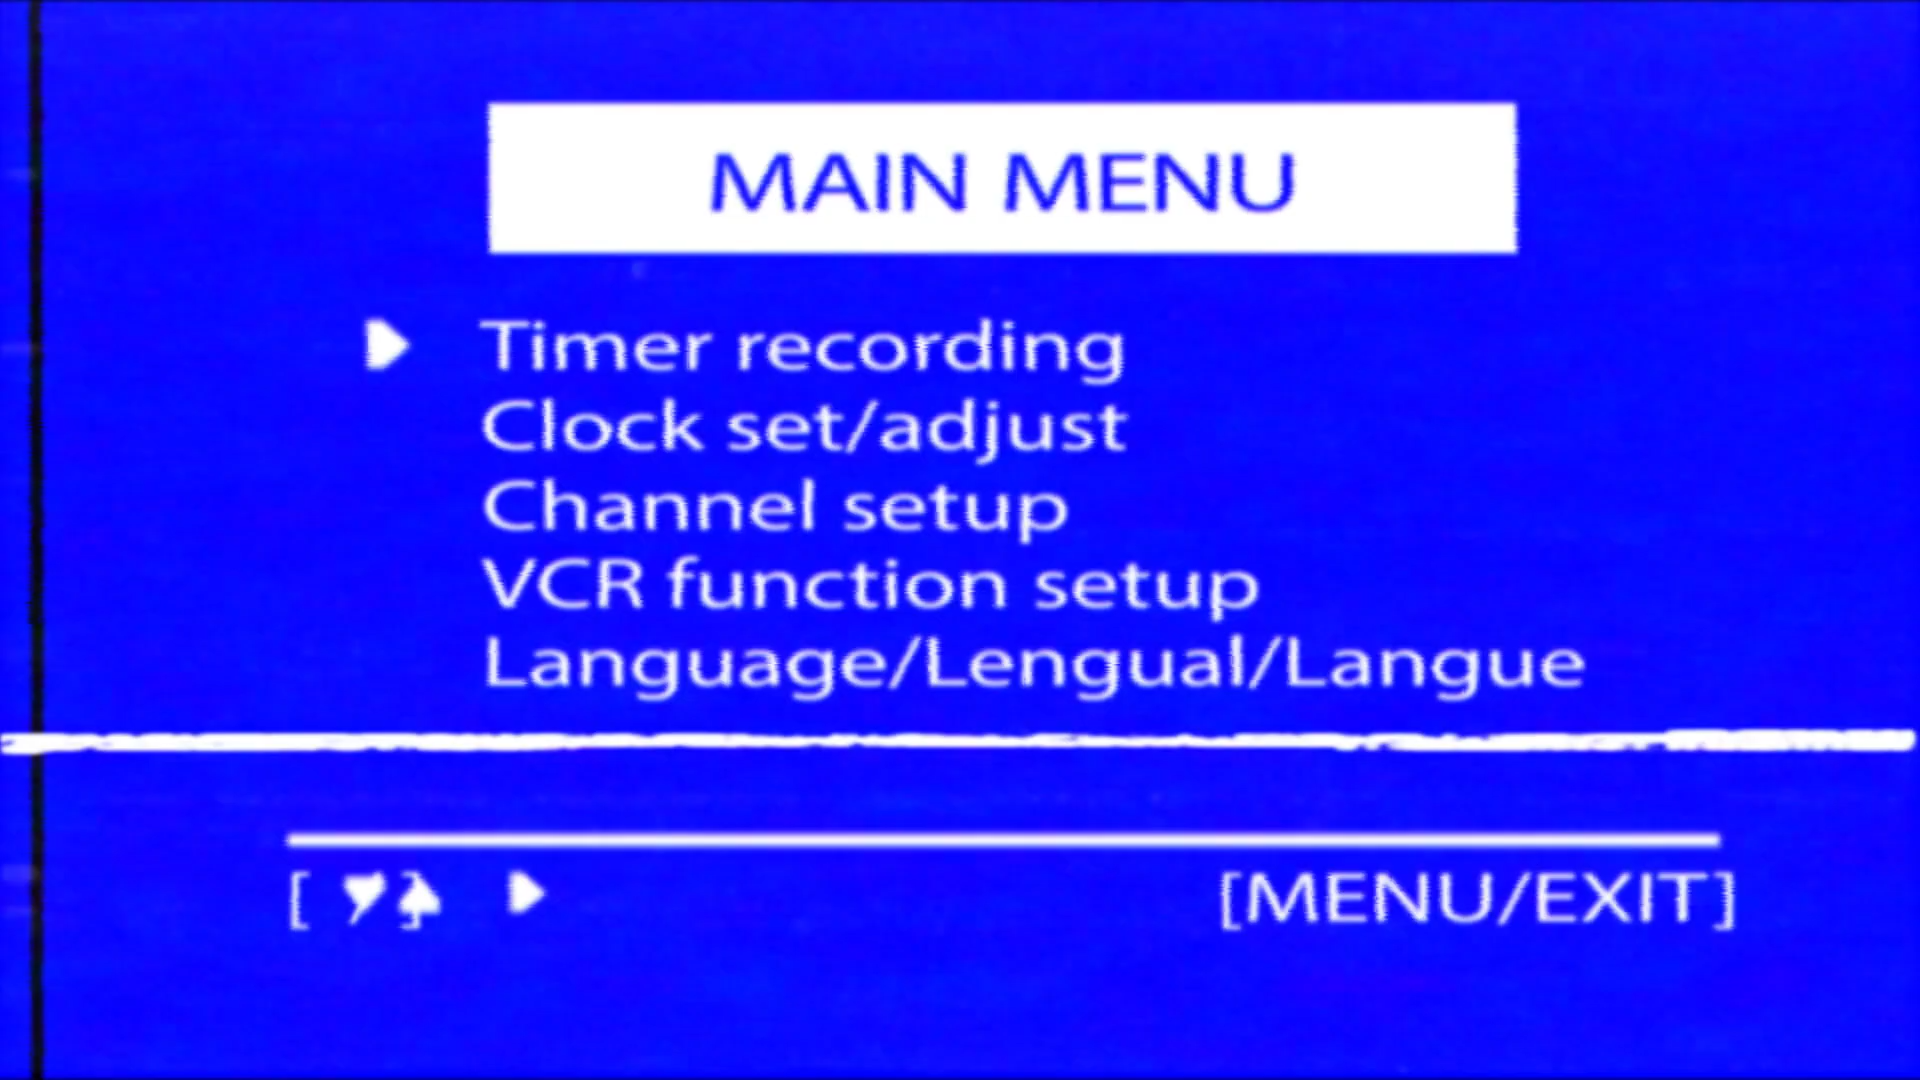 MAIN MENU
Timer recording
Clock set/adjust
Channel setup
VCR function setup
Language/Lengual/Langue
[ ] [MENU/EXIT]